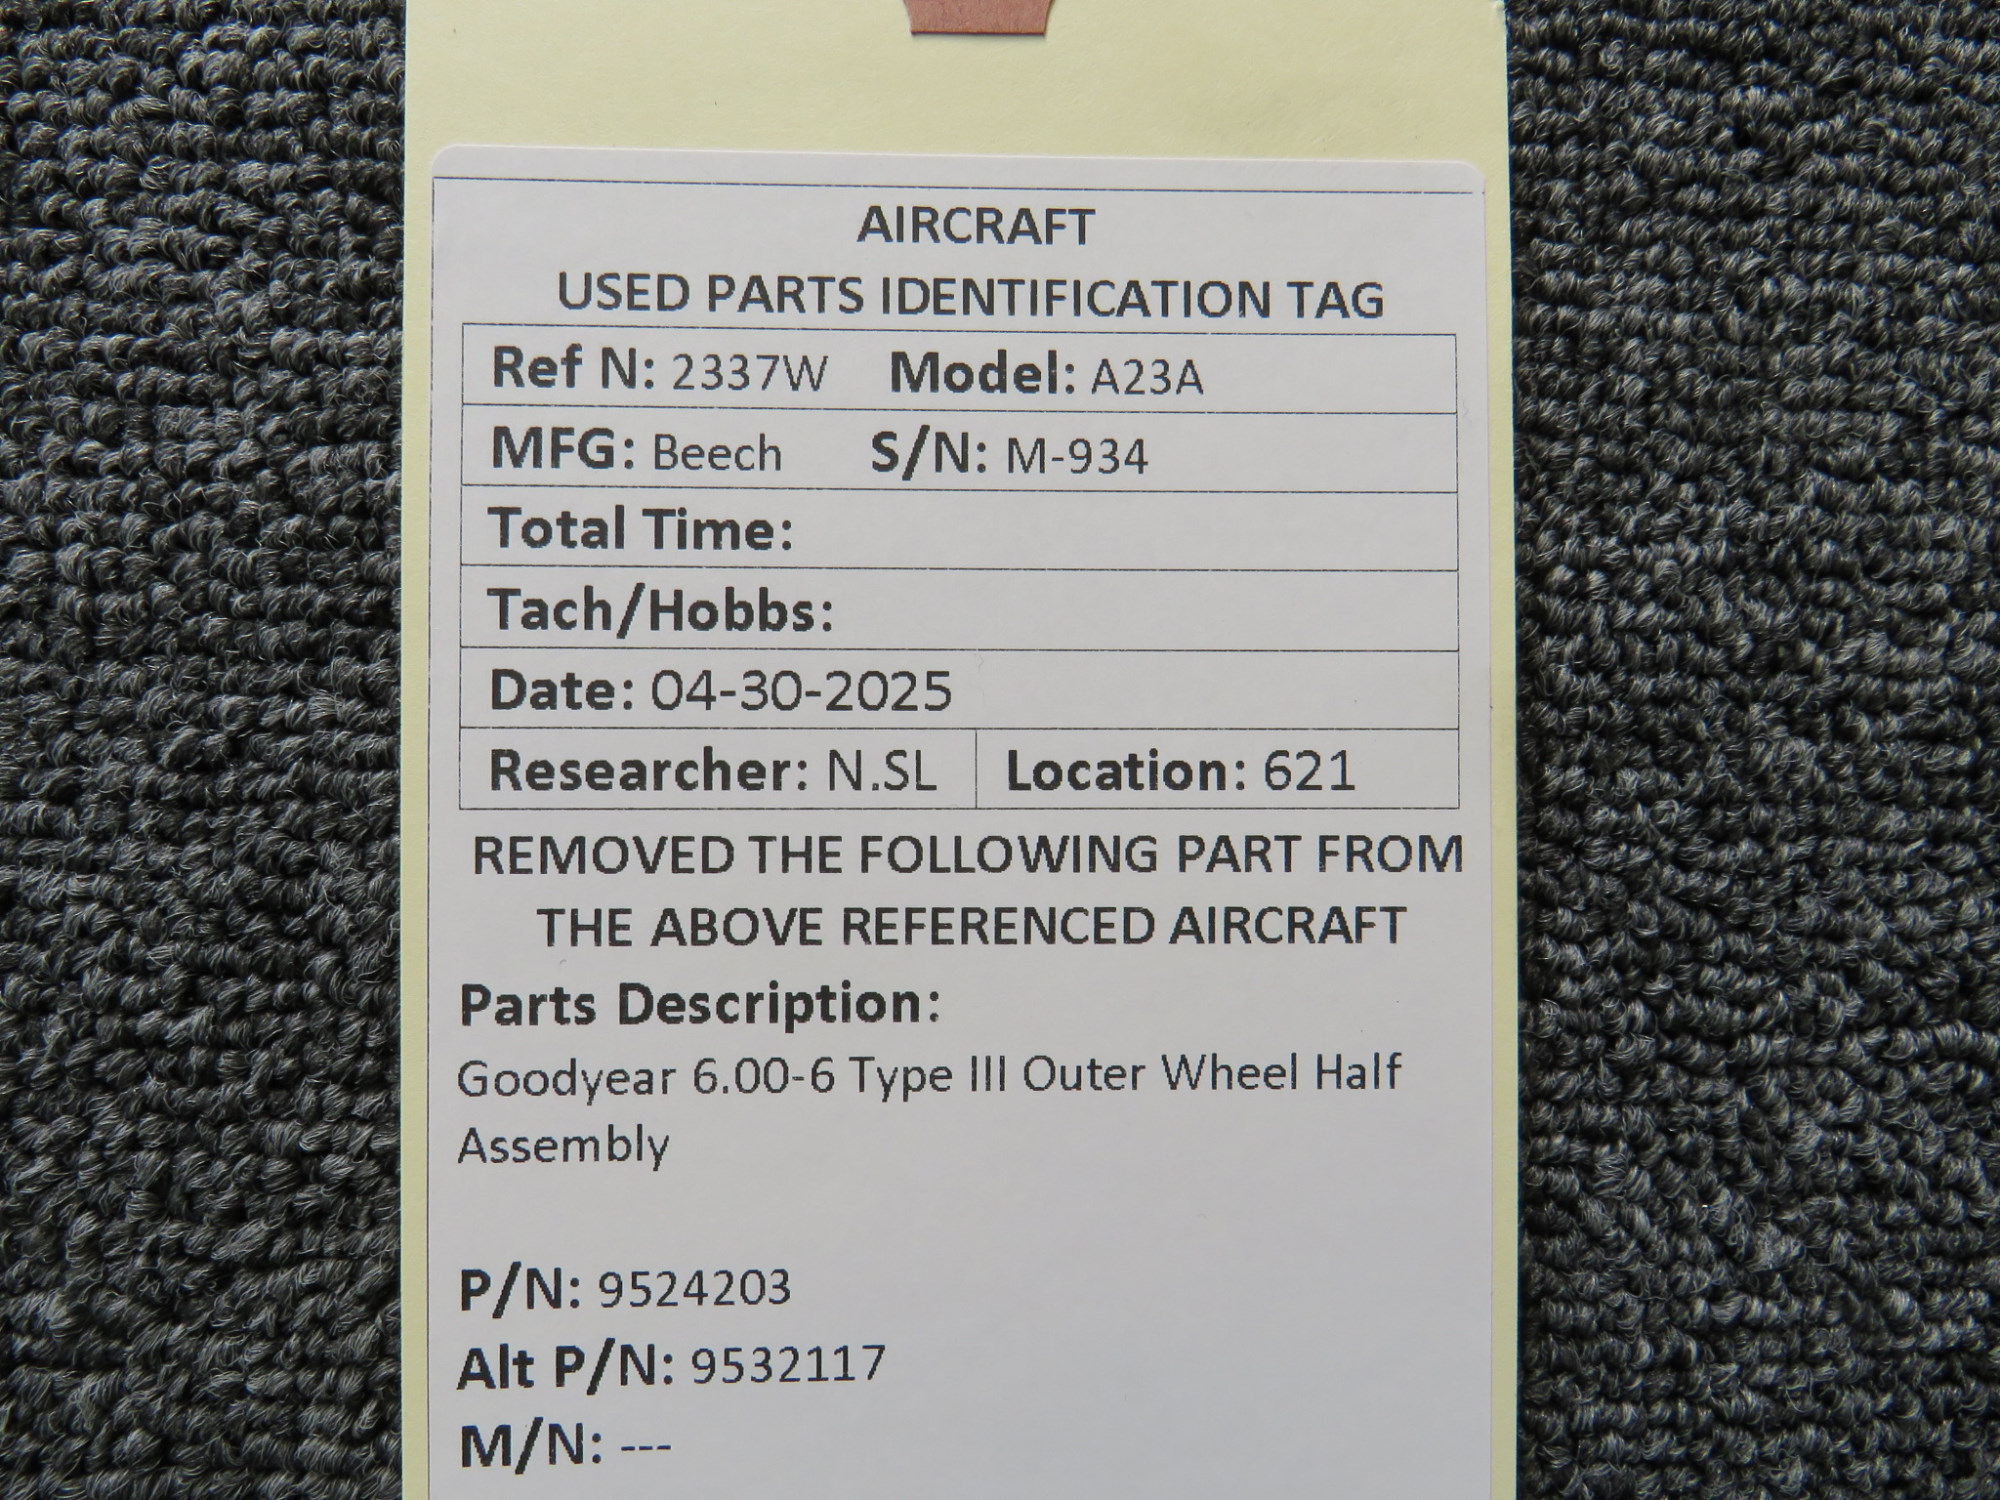 AIRCRAFT
USED PARTS IDENTIFICATION TAG
Ref N: 2337W Model: A23A
MFG: Beech S/N: M-934
Total Time:
Tach/Hobbs:
Date: 04-30-2025
Researcher: N.SL Location: 621
REMOVED THE FOLLOWING PART FROM
THE ABOVE REFERENCED AIRCRAFT
Parts Description:
Goodyear 6.00-6 Type III Outer Wheel Half
Assembly
P/N: 9524203
Alt P/N: 9532117
M/N: ---